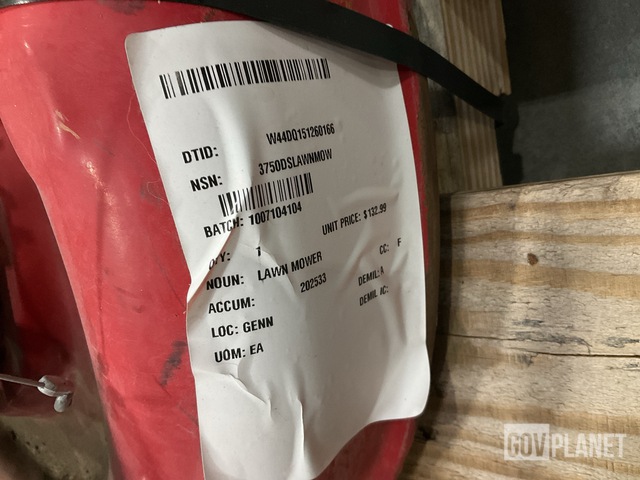 DTID: W44DQ151260166
NSN: 3750DSLAWNMOW
BATCH: 1007104104
QTY: 1 UNIT PRICE: $132.99
NOUN: LAWN MOWER CC: F
ACCUM: 202533 DEMIL: A
LOC: GENN DEMIL IC:
UOM: EA
GOVPLANET